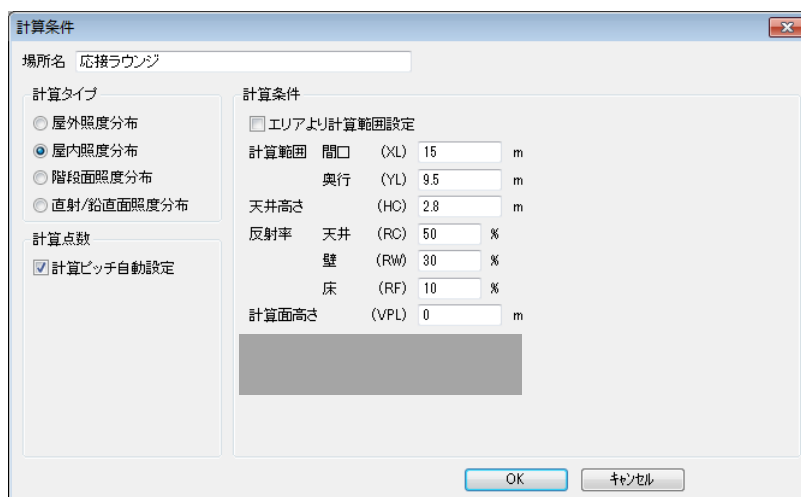 計算条件
場所名 応接ラウンジ
計算タイプ
屋外照度分布
屋内照度分布
階段面照度分布
直射/鉛直面照度分布
計算点数
計算ピッチ自動設定
計算条件
エリアより計算範囲設定
計算範囲 間口 (XL) 15 m
奥行 (YL) 9.5 m
天井高さ (HC) 2.8 m
反射率 天井 (RC) 50 %
壁 (RW) 30 %
床 (RF) 10 %
計算面高さ (VPL) 0 m
OK キャンセル